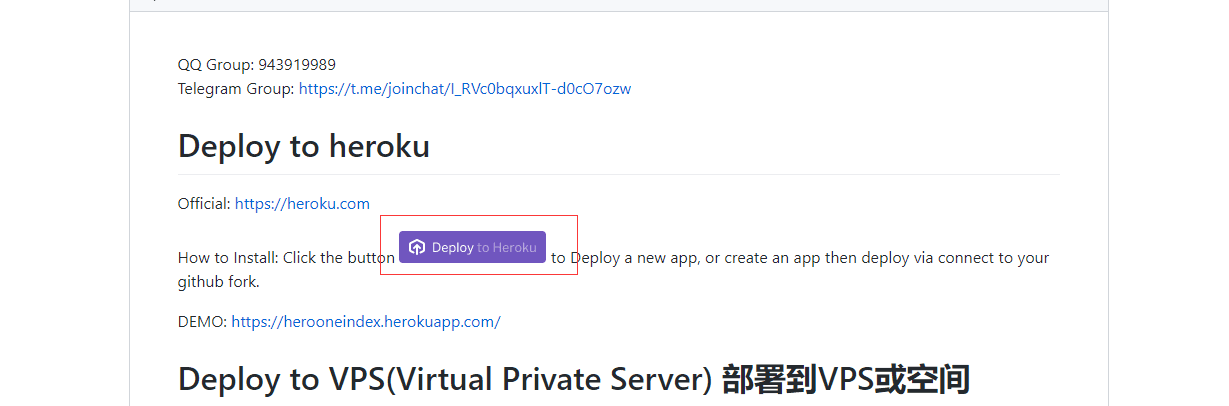 QQ Group: 943919989
Telegram Group: https://t.me/joinchat/I_RVc0bqxuxlT-d0cO7ozw
Deploy to heroku
Official: https://heroku.com
How to Install: Click the button Deploy to Heroku to Deploy a new app, or create an app then deploy via connect to your
github fork.
DEMO: https://herooneindex.herokuapp.com/
Deploy to VPS(Virtual Private Server) 部署到VPS或空间